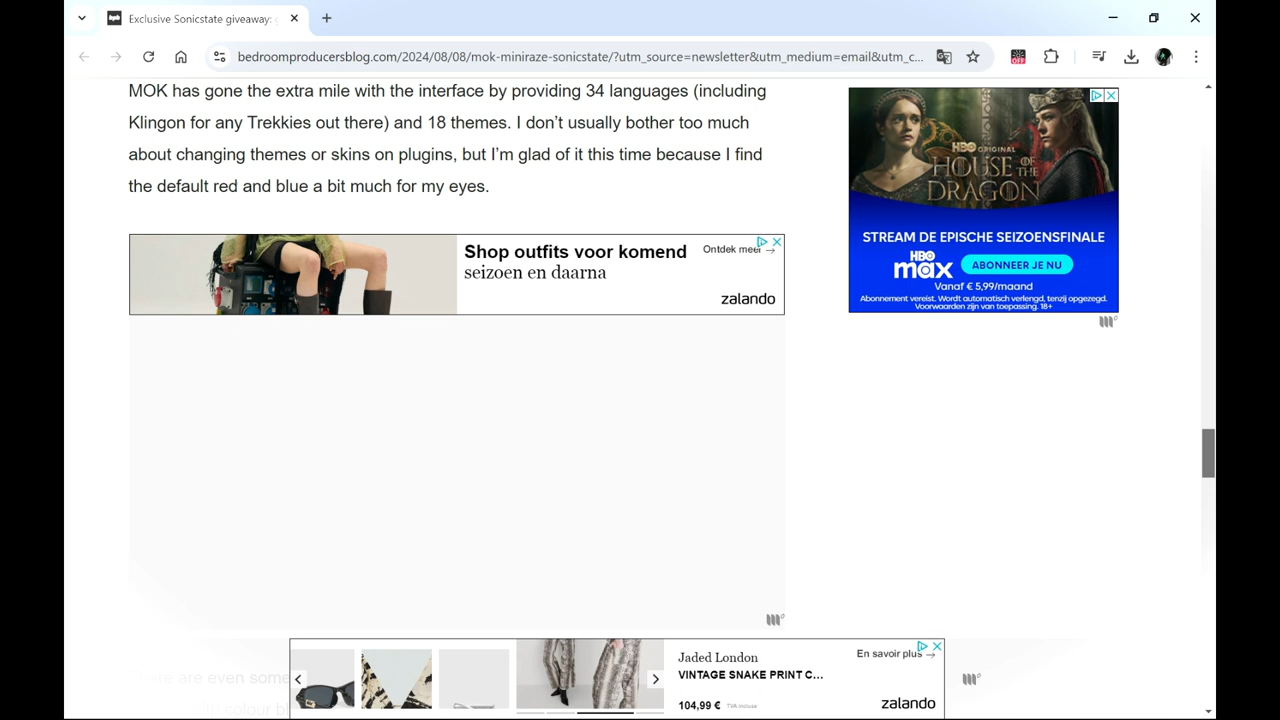 Exclusive Sonicstate giveaway:
bedroomproducersblog.com/2024/08/08/mok-miniraze-sonicstate/?utm_source=newsletter&utm_medium=email&utm_c...
OFF
MOK has gone the extra mile with the interface by providing 34 languages (including
Klingon for any Trekkies out there) and 18 themes. I don’t usually bother too much
about changing themes or skins on plugins, but I’m glad of it this time because I find
the default red and blue a bit much for my eyes.
HBO ORIGINAL
HOUSE OF THE
DRAGON
STREAM DE EPISCHE SEIZOENSFINALE
HBO
max
ABONNEER JE NU
Vanaf € 5,99/maand
Abonnement vereist. Wordt automatisch verlengd, tenzij opgezegd.
Voorwaarden zijn van toepassing. 18+
Shop outfits voor komend
seizoen en daarna
Ontdek meer →
zalando
are even some
Jaded London
VINTAGE SNAKE PRINT C...
104,99 €
TVA incluse
En savoir plus →
zalando